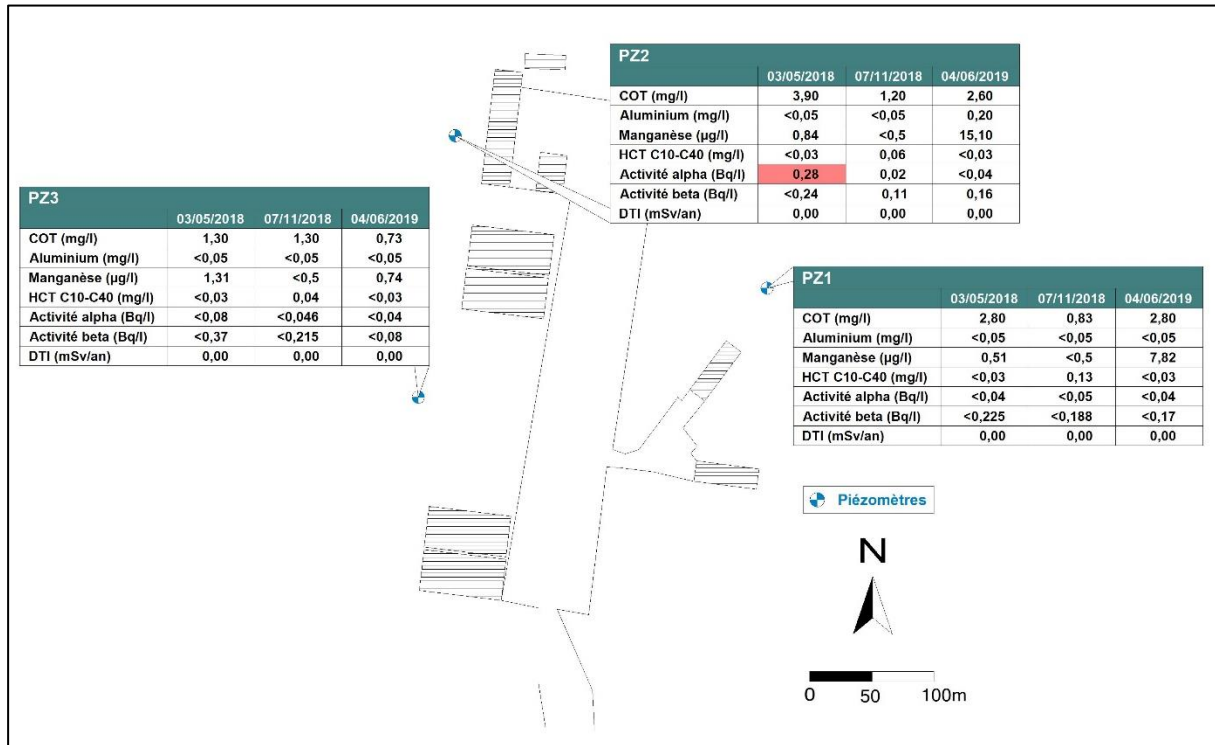 PZ2
03/05/2018 07/11/2018 04/06/2019
COT (mg/l) 3,90 1,20 2,60
Aluminium (mg/l) <0,05 <0,05 0,20
Manganèse (µg/l) 0,84 <0,5 15,10
HCT C10-C40 (mg/l) <0,03 0,06 <0,03
Activité alpha (Bq/l) 0,28 0,02 <0,04
Activité beta (Bq/l) <0,24 0,11 0,16
DTI (mSv/an) 0,00 0,00 0,00
PZ3
03/05/2018 07/11/2018 04/06/2019
COT (mg/l) 1,30 1,30 0,73
Aluminium (mg/l) <0,05 <0,05 <0,05
Manganèse (µg/l) 1,31 <0,5 0,74
HCT C10-C40 (mg/l) <0,03 0,04 <0,03
Activité alpha (Bq/l) <0,08 <0,046 <0,04
Activité beta (Bq/l) <0,37 <0,215 <0,08
DTI (mSv/an) 0,00 0,00 0,00
PZ1
03/05/2018 07/11/2018 04/06/2019
COT (mg/l) 2,80 0,83 2,80
Aluminium (mg/l) <0,05 <0,05 <0,05
Manganèse (µg/l) 0,51 <0,5 7,82
HCT C10-C40 (mg/l) <0,03 0,13 <0,03
Activité alpha (Bq/l) <0,04 <0,05 <0,04
Activité beta (Bq/l) <0,225 <0,188 <0,17
DTI (mSv/an) 0,00 0,00 0,00
Piézomètres
N
0 50 100m